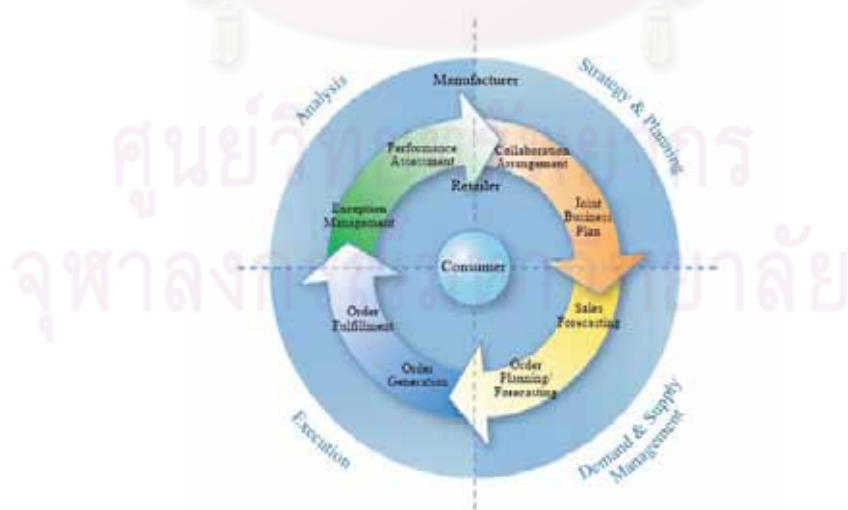 Analysis
Strategy & Planning
Manufacturer
Performance
Assessment
Collaboration
Arrangement
Retailer
Exception
Management
Joint
Business
Plan
ศูนย์วิทยทรัพยากร
Consumer
จุฬาลงกรณ์มหาวิทยาลัย
Order
Fulfillment
Sales
Forecasting
Order
Generation
Order
Planning/
Forecasting
Execution
Demand & Supply
Management